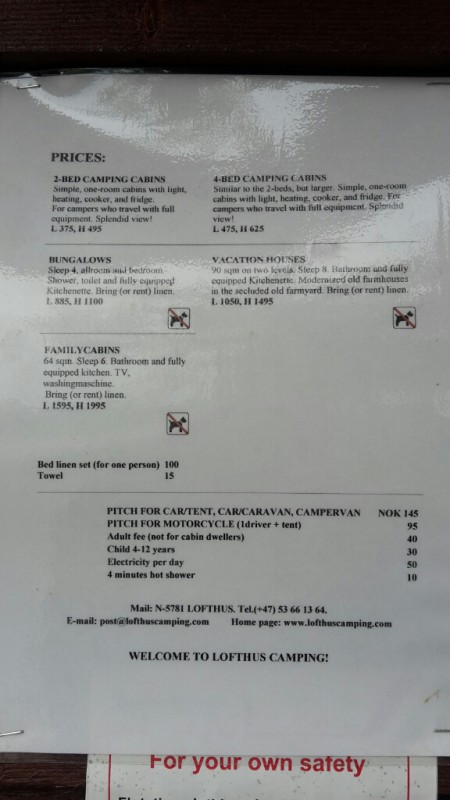 PRICES:
2-BED CAMPING CABINS
Simple, one-room cabins with light,
heating, cooker, and fridge.
For campers who travel with full
equipment. Splendid view!
L 375, H 495
4-BED CAMPING CABINS
Similar to the 2-beds, but larger. Simple, one-room
cabins with light, heating, cooker, and fridge. For
campers who travel with full equipment. Splendid
view!
L 475, H 625
BUNGALOWS
Sleep 4, allroom and bedroom.
Shower, toilet and fully equipped
Kitchenette. Bring (or rent) linen.
L 885, H 1100
VACATION HOUSES
90 sqm on two levels. Sleep 8. Bathroom and fully
equipped Kitchenette. Modernized old farmhouses
in the secluded old farmyard. Bring (or rent) linen.
L 1050, H 1495
FAMILYCABINS
64 sqm. Sleep 6. Bathroom and fully
equipped kitchen. TV,
washingmaschine.
Bring (or rent) linen.
L 1595, H 1995
Bed linen set (for one person) 100
Towel 15
PITCH FOR CAR/TENT, CAR/CARAVAN, CAMPERVAN NOK 145
PITCH FOR MOTORCYCLE (1driver + tent) 95
Adult fee (not for cabin dwellers) 40
Child 4-12 years 30
Electricity per day 50
4 minutes hot shower 10
Mail: N-5781 LOFTHUS. Tel.(+47) 53 66 13 64.
E-mail: post@lofthuscamping.com Home page: www.lofthuscamping.com
WELCOME TO LOFTHUS CAMPING!
For your own safety